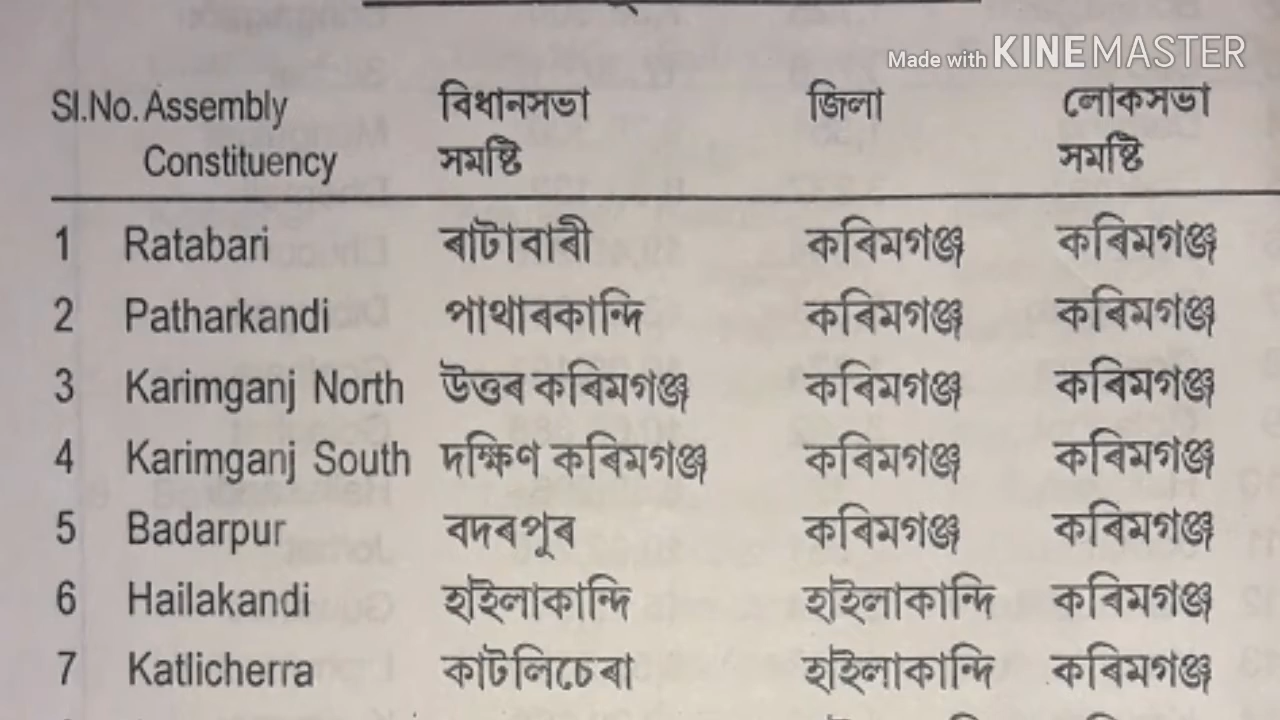 Made with KINEMASTER
Sl.No. Assembly বিধানসভা জিলা লোকসভা
Constituency সমষ্টি সমষ্টি
1 Ratabari ৰাটাবাৰী কৰিমগঞ্জ কৰিমগঞ্জ
2 Patharkandi পাথাৰকান্দি কৰিমগঞ্জ কৰিমগঞ্জ
3 Karimganj North উত্তৰ কৰিমগঞ্জ কৰিমগঞ্জ কৰিমগঞ্জ
4 Karimganj South দক্ষিণ কৰিমগঞ্জ কৰিমগঞ্জ কৰিমগঞ্জ
5 Badarpur বদৰপুৰ কৰিমগঞ্জ কৰিমগঞ্জ
6 Hailakandi হাইলাকান্দি হাইলাকান্দি কৰিমগঞ্জ
7 Katlicherra কাটলিচেৰা হাইলাকান্দি কৰিমগঞ্জ